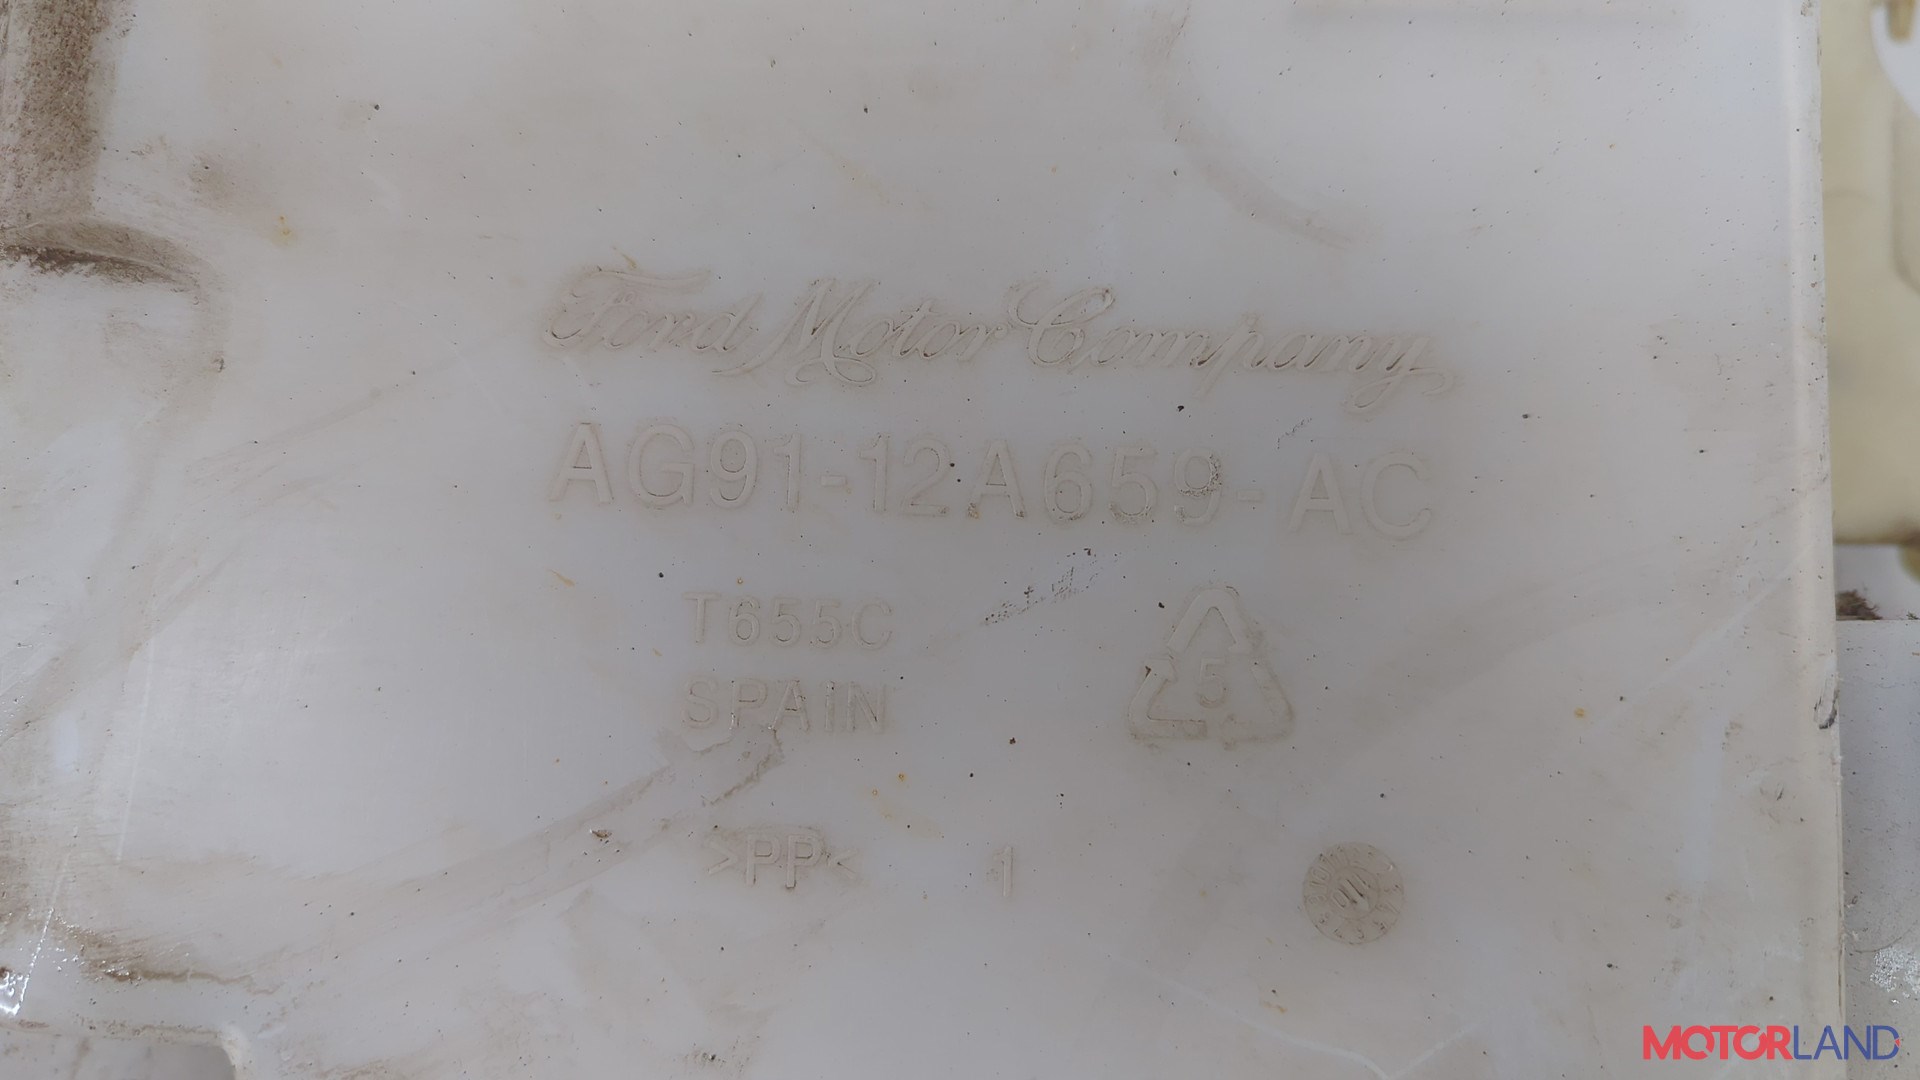 Ford Motor Company
AG91-12A659-AC
T655C
SPAIN
5
>PP<
1
MOTORLAND